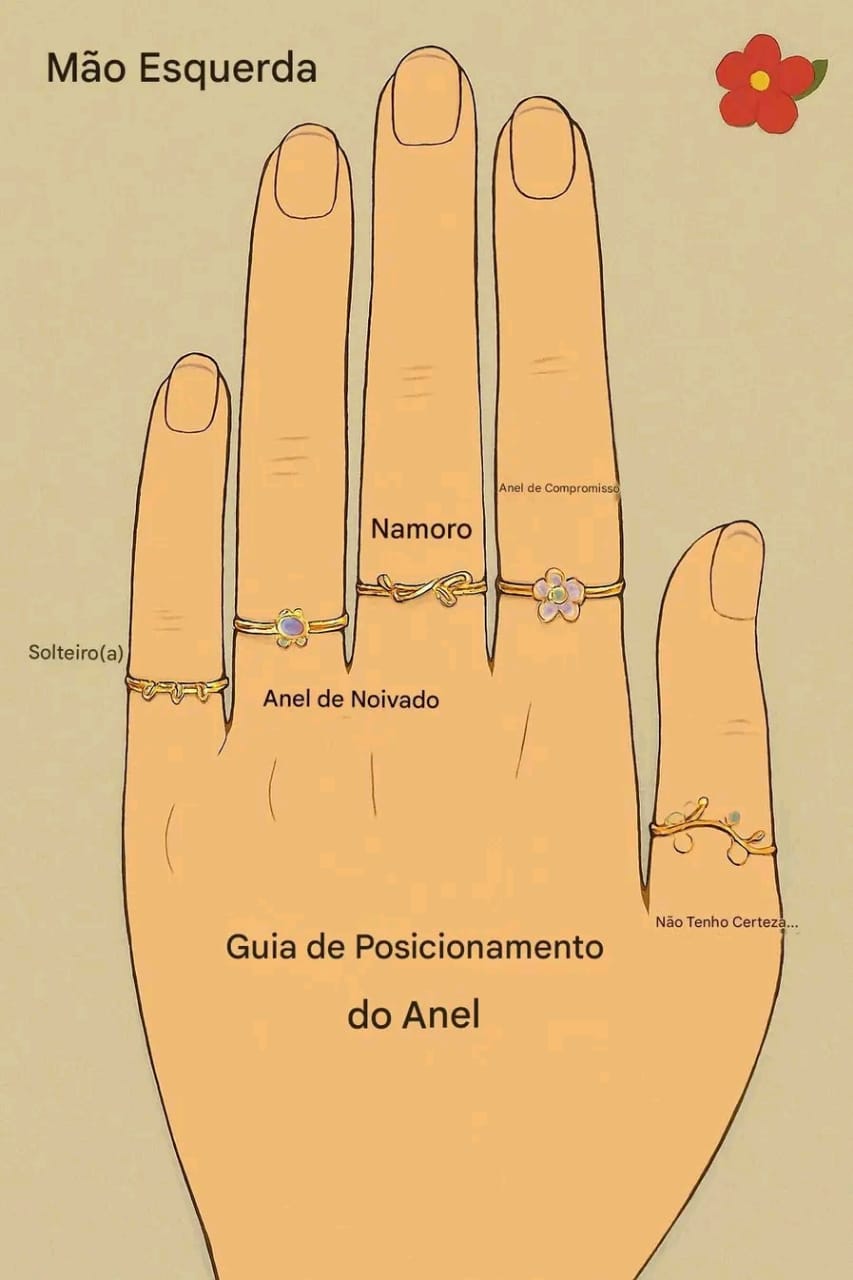 Mão Esquerda
Anel de Compromisso
Namoro
Solteiro(a)
Anel de Noivado
Não Tenho Certeza...
Guia de Posicionamento
do Anel